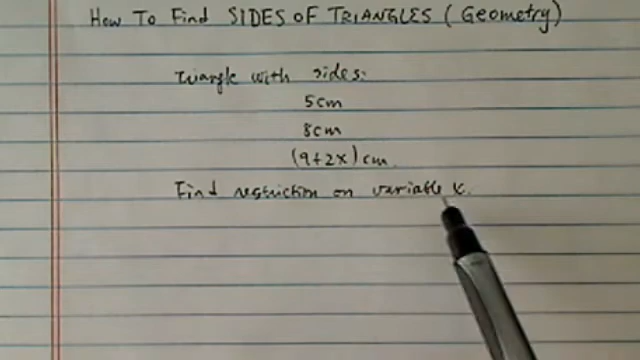 How To Find SIDES OF TRIANGLES (Geometry)
Triangle with sides:
5cm
8cm
(9+2x)cm.
Find restriction on variable x.